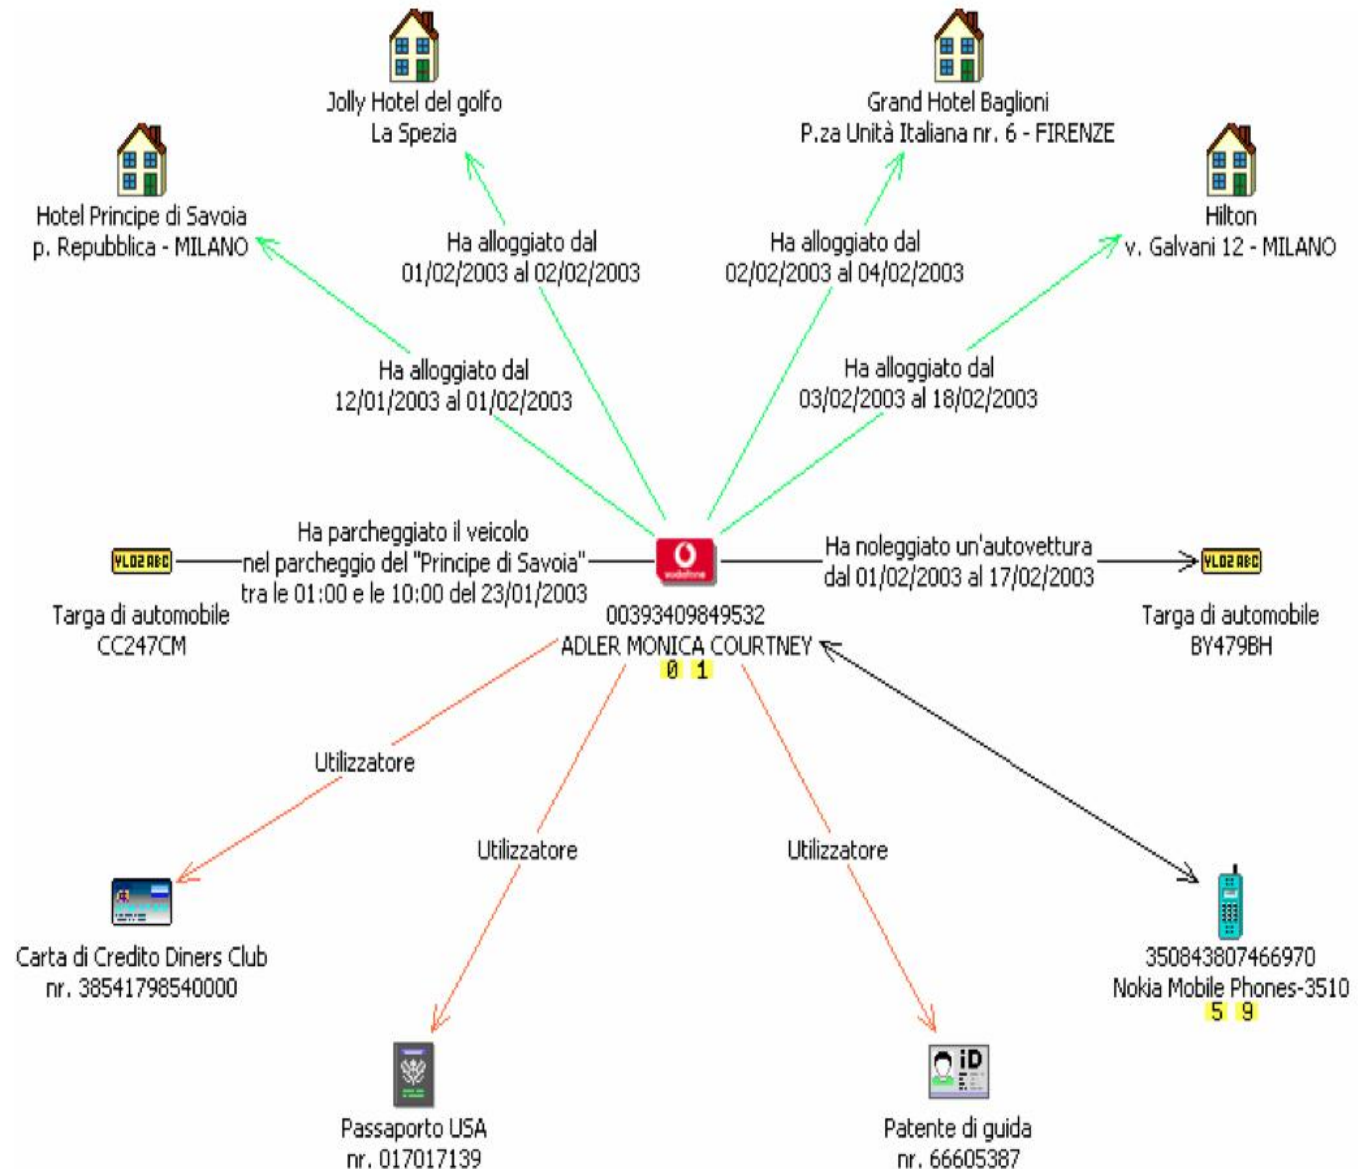 Jolly Hotel del golfo
La Spezia
Grand Hotel Baglioni
P.za Unità Italiana nr. 6 - FIRENZE
Hotel Principe di Savoia
p. Repubblica - MILANO
Hilton
v. Galvani 12 - MILANO
Ha alloggiato dal
01/02/2003 al 02/02/2003
Ha alloggiato dal
02/02/2003 al 04/02/2003
Ha alloggiato dal
12/01/2003 al 01/02/2003
Ha alloggiato dal
03/02/2003 al 18/02/2003
YL02 ABC
Ha parcheggiato il veicolo
nel parcheggio del "Principe di Savoia"
tra le 01:00 e le 10:00 del 23/01/2003
vodafone
Ha noleggiato un'autovettura
dal 01/02/2003 al 17/02/2003
YL02 ABC
Targa di automobile
CC247CM
00393409849532
ADLER MONICA COURTNEY
0 1
Targa di automobile
BY479BH
Utilizzatore
Utilizzatore
Utilizzatore
Carta di Credito Diners Club
nr. 38541798540000
350843807466970
Nokia Mobile Phones-3510
5 9
iD
Passaporto USA
nr. 017017139
Patente di guida
nr. 66605387